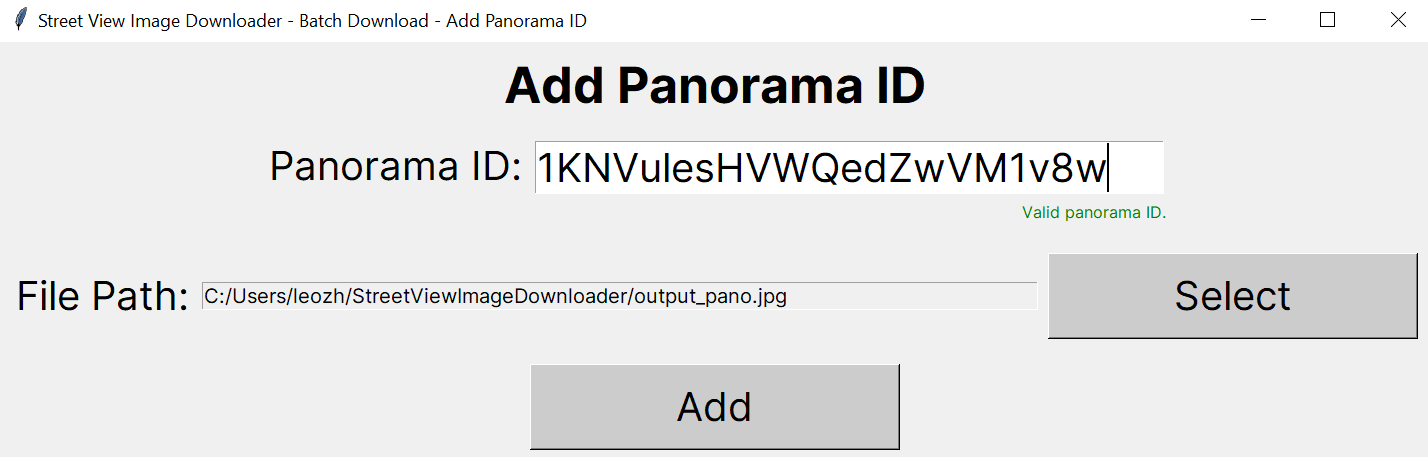 Street View Image Downloader - Batch Download - Add Panorama ID
Add Panorama ID
Panorama ID: 1KNVulesHVWQedZwVM1v8w
Valid panorama ID.
File Path: C:/Users/leozh/StreetViewImageDownloader/output_pano.jpg Select
Add